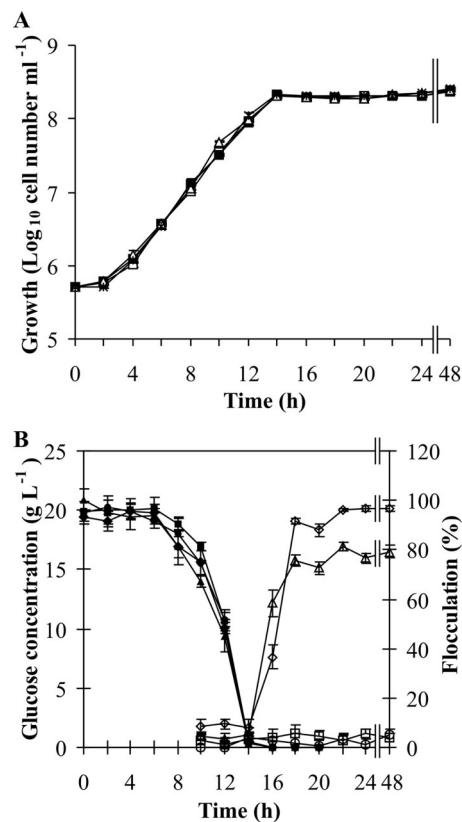 A
9
8
7
6
5
Growth (Log10 cell number ml-1)
0 4 8 12 16 20 24 48
Time (h)
B
25
20
15
10
5
0
Glucose concentration (g L-1)
120
100
80
60
40
20
0
Flocculation (%)
0 4 8 12 16 20 24 48
Time (h)